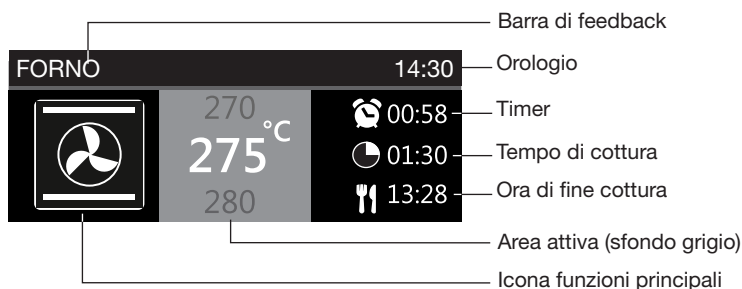 Barra di feedback
FORNO 14:30
Orologio
270
275°C
280
00:58
Timer
01:30
Tempo di cottura
13:28
Ora di fine cottura
Area attiva (sfondo grigio)
Icona funzioni principali